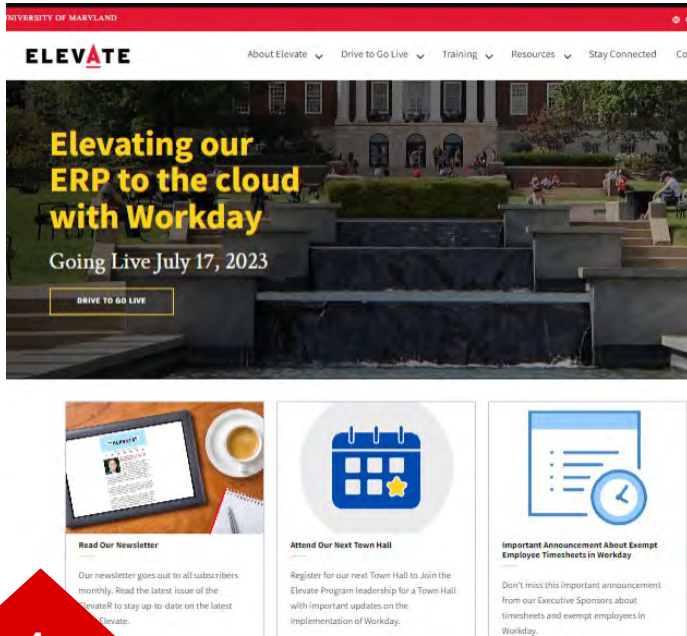 UNIVERSITY OF MARYLAND
ELEVATE
About Elevate Drive to Go Live Training Resources Stay Connected Co
Elevating our
ERP to the cloud
with Workday
Going Live July 17, 2023
DRIVE TO GO LIVE
Read Our Newsletter
Our newsletter goes out to all subscribers
monthly. Read the latest issue of the
ElevateR to stay up-to-date on the latest
Elevate.
Attend Our Next Town Hall
Register for our next Town Hall to Join the
Elevate Program leadership for a Town Hall
with important updates on the
implementation of Workday.
Important Announcement About Exempt
Employee Timesheets in Workday
Don't miss this important announcement
from our Executive Sponsors about
timesheets and exempt employees in
Workday.